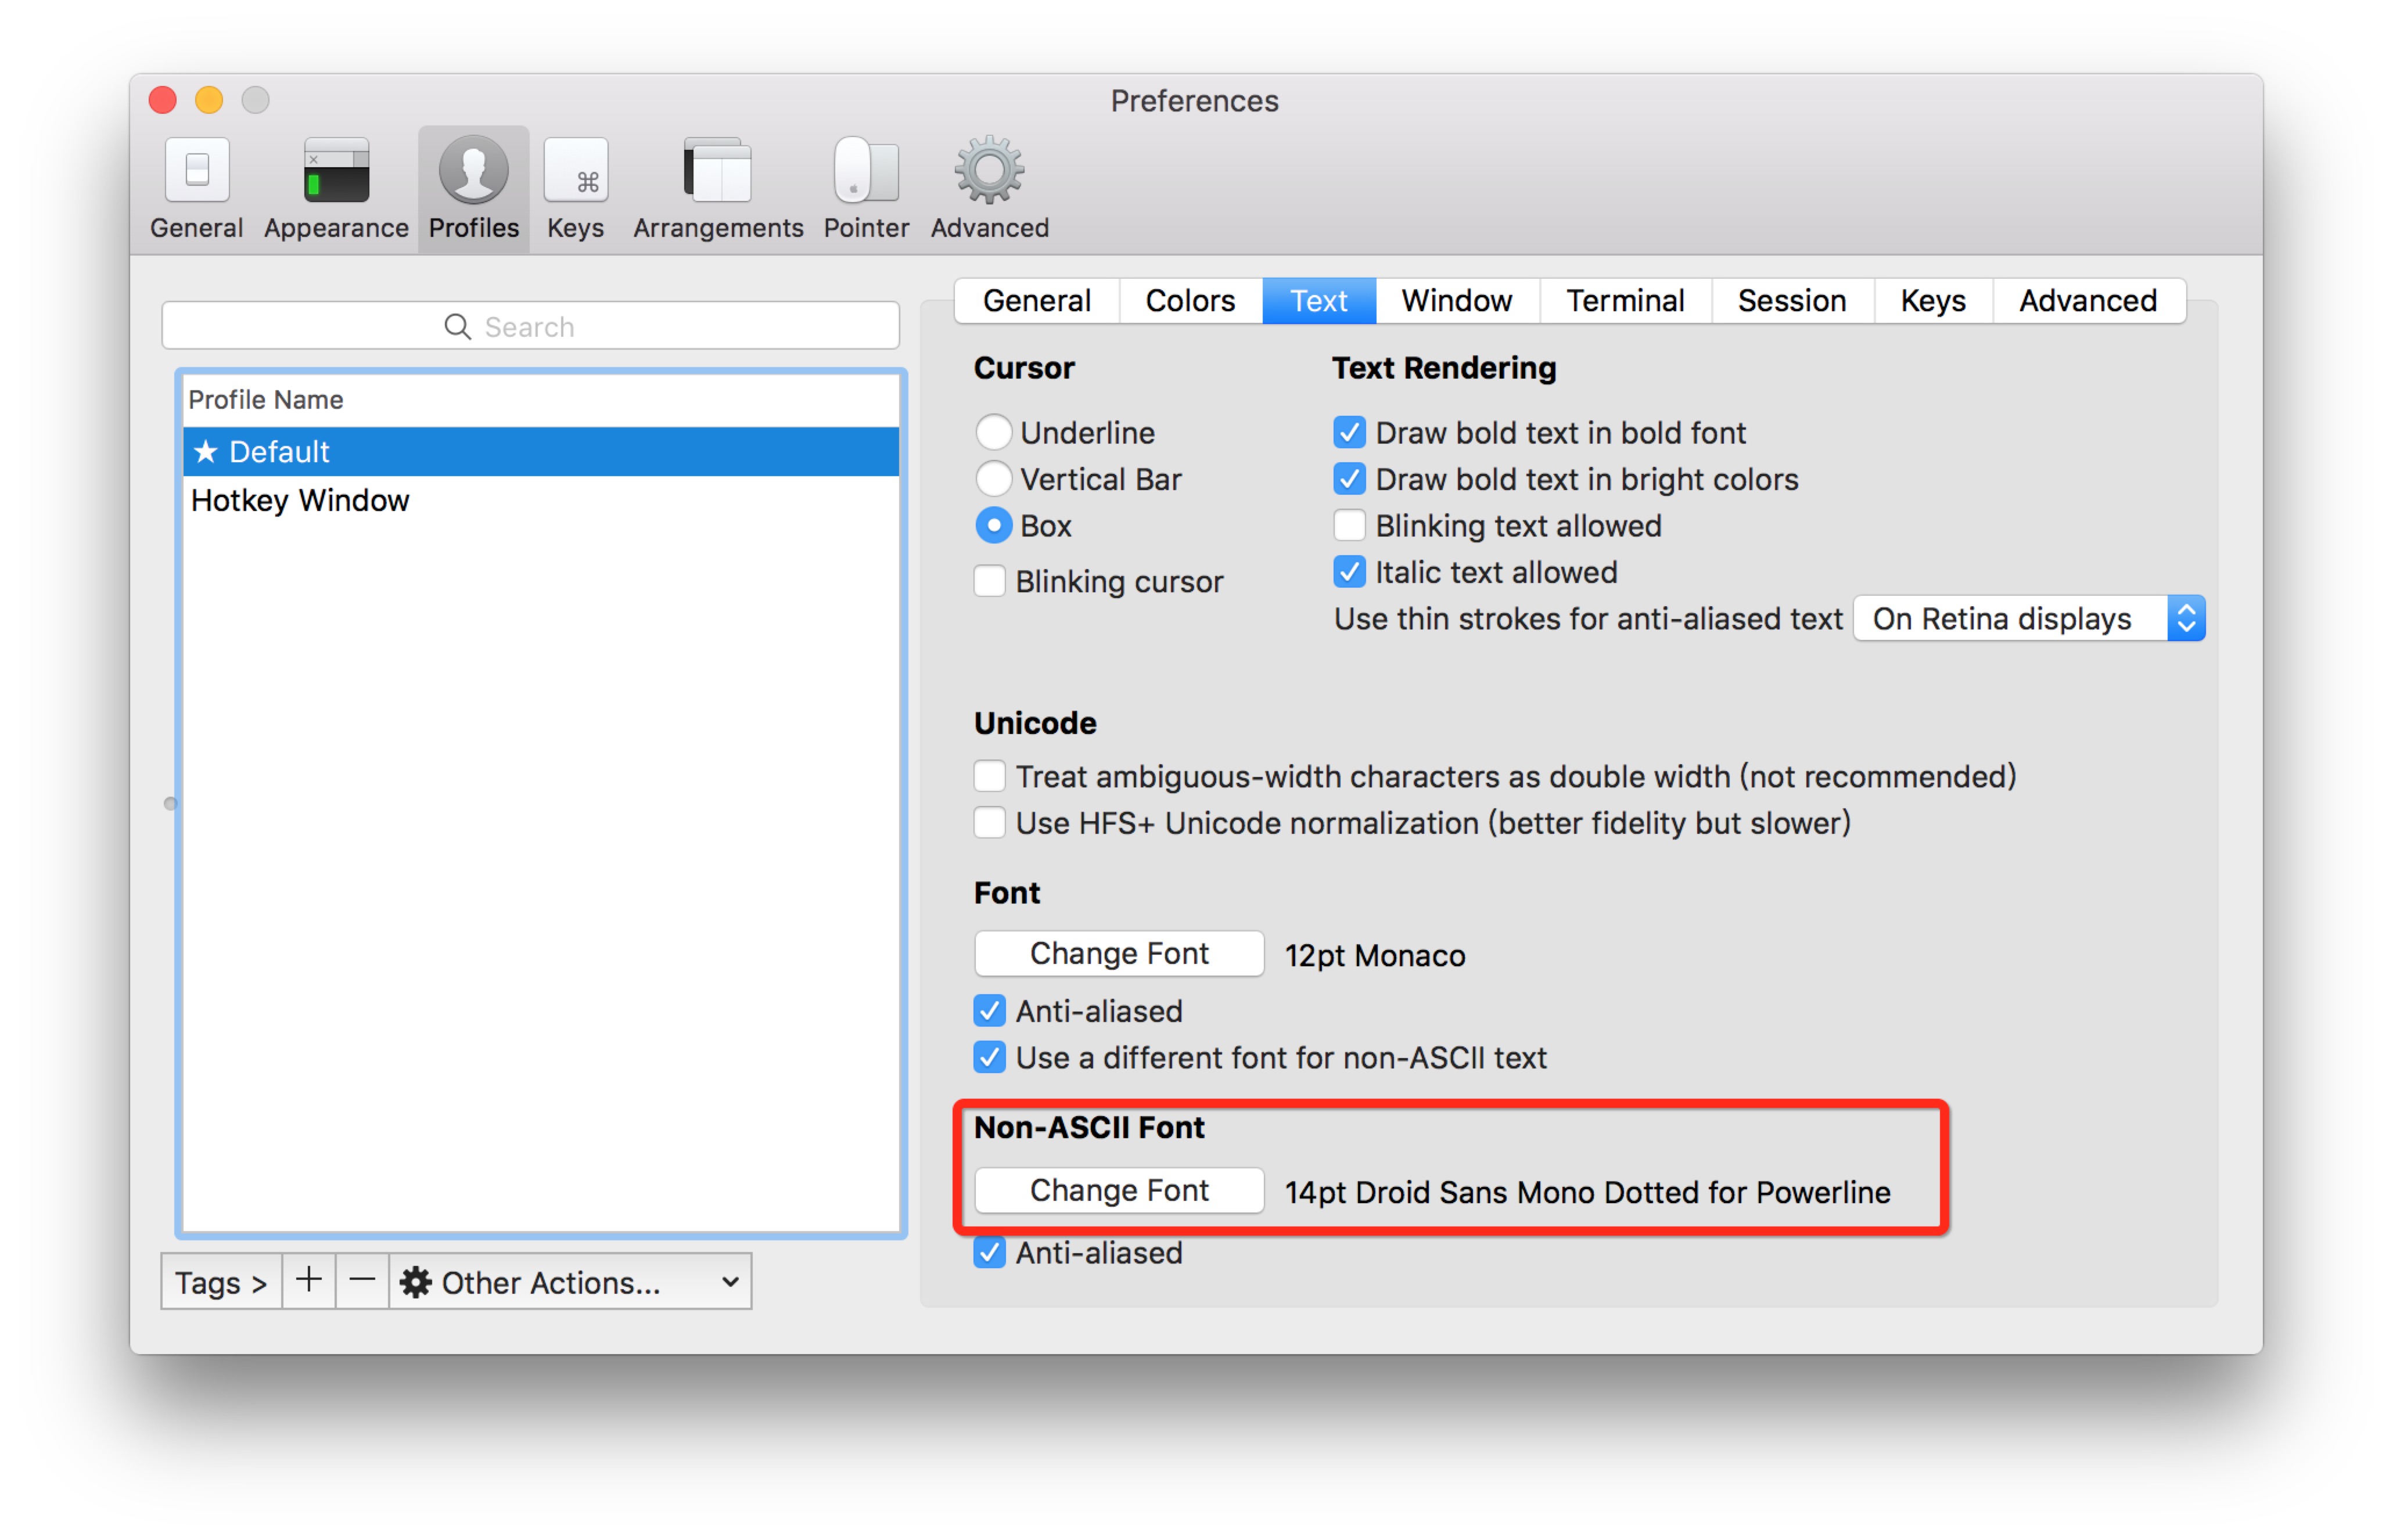 Preferences
General Appearance Profiles Keys Arrangements Pointer Advanced
Search
Profile Name
★ Default
Hotkey Window
Tags > + − Other Actions...
General Colors Text Window Terminal Session Keys Advanced
Cursor
Underline
Vertical Bar
Box
Blinking cursor
Text Rendering
Draw bold text in bold font
Draw bold text in bright colors
Blinking text allowed
Italic text allowed
Use thin strokes for anti-aliased text On Retina displays
Unicode
Treat ambiguous-width characters as double width (not recommended)
Use HFS+ Unicode normalization (better fidelity but slower)
Font
Change Font 12pt Monaco
Anti-aliased
Use a different font for non-ASCII text
Non-ASCII Font
Change Font 14pt Droid Sans Mono Dotted for Powerline
Anti-aliased